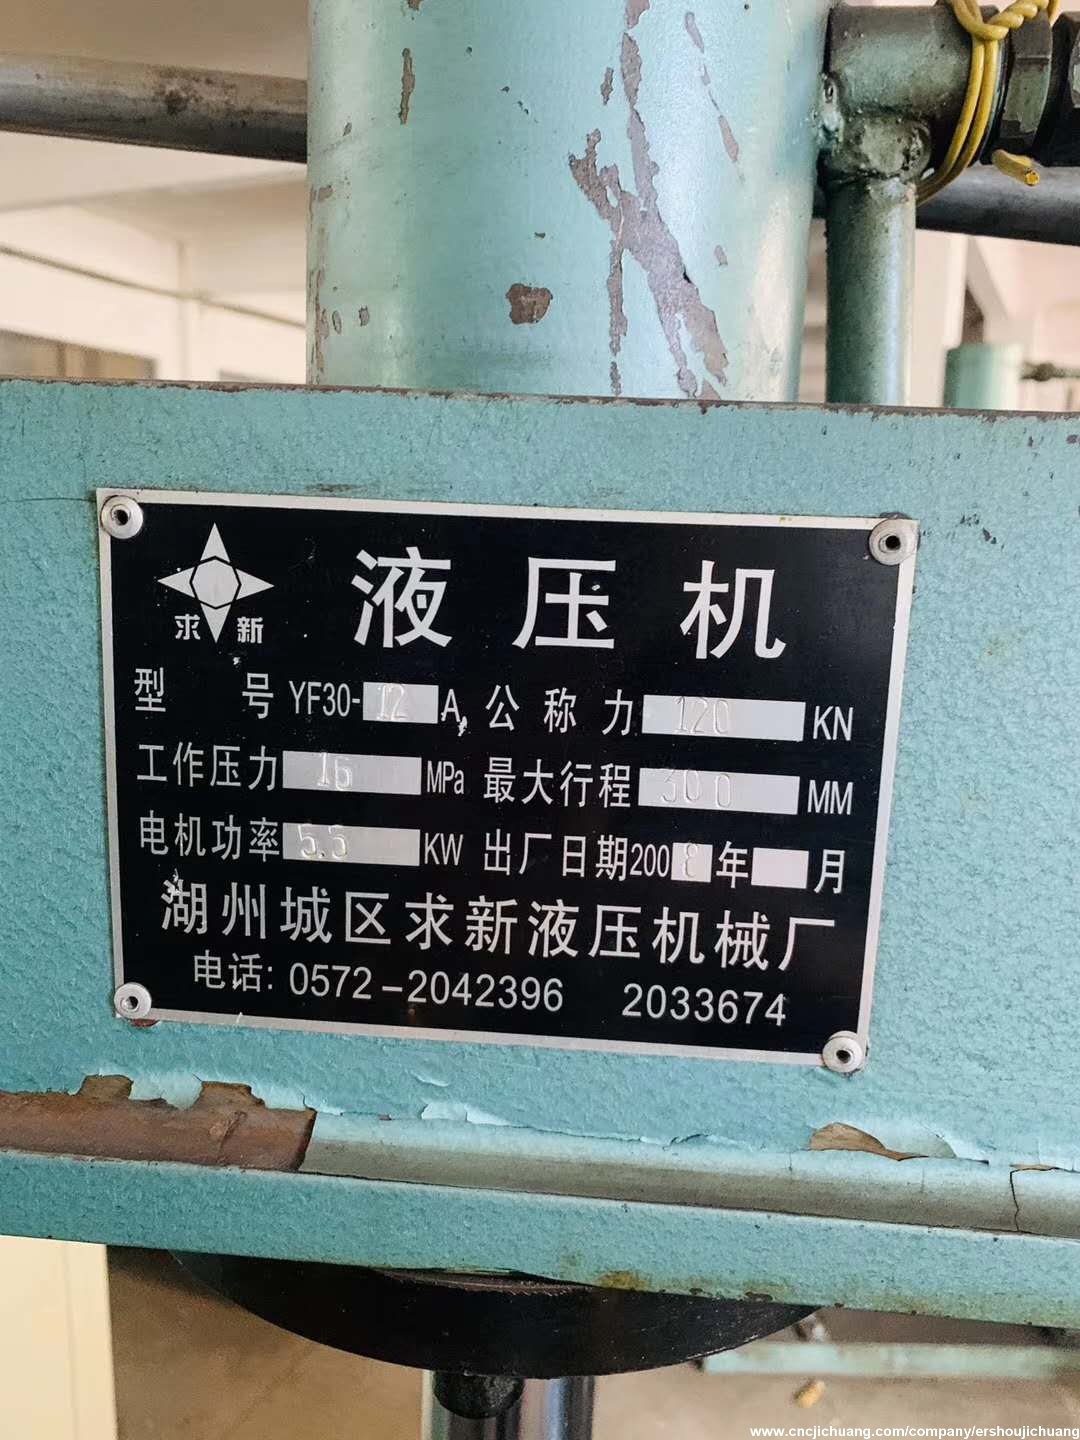 求新
液压机
型号 YF30-12A 公称力 120 KN
工作压力 16 MPa 最大行程 300 MM
电机功率 5.5 KW 出厂日期 2008年 月
湖州城区求新液压机械厂
电话: 0572-2042396 2033674
www.cncjichuang.com/company/ershoujichuang